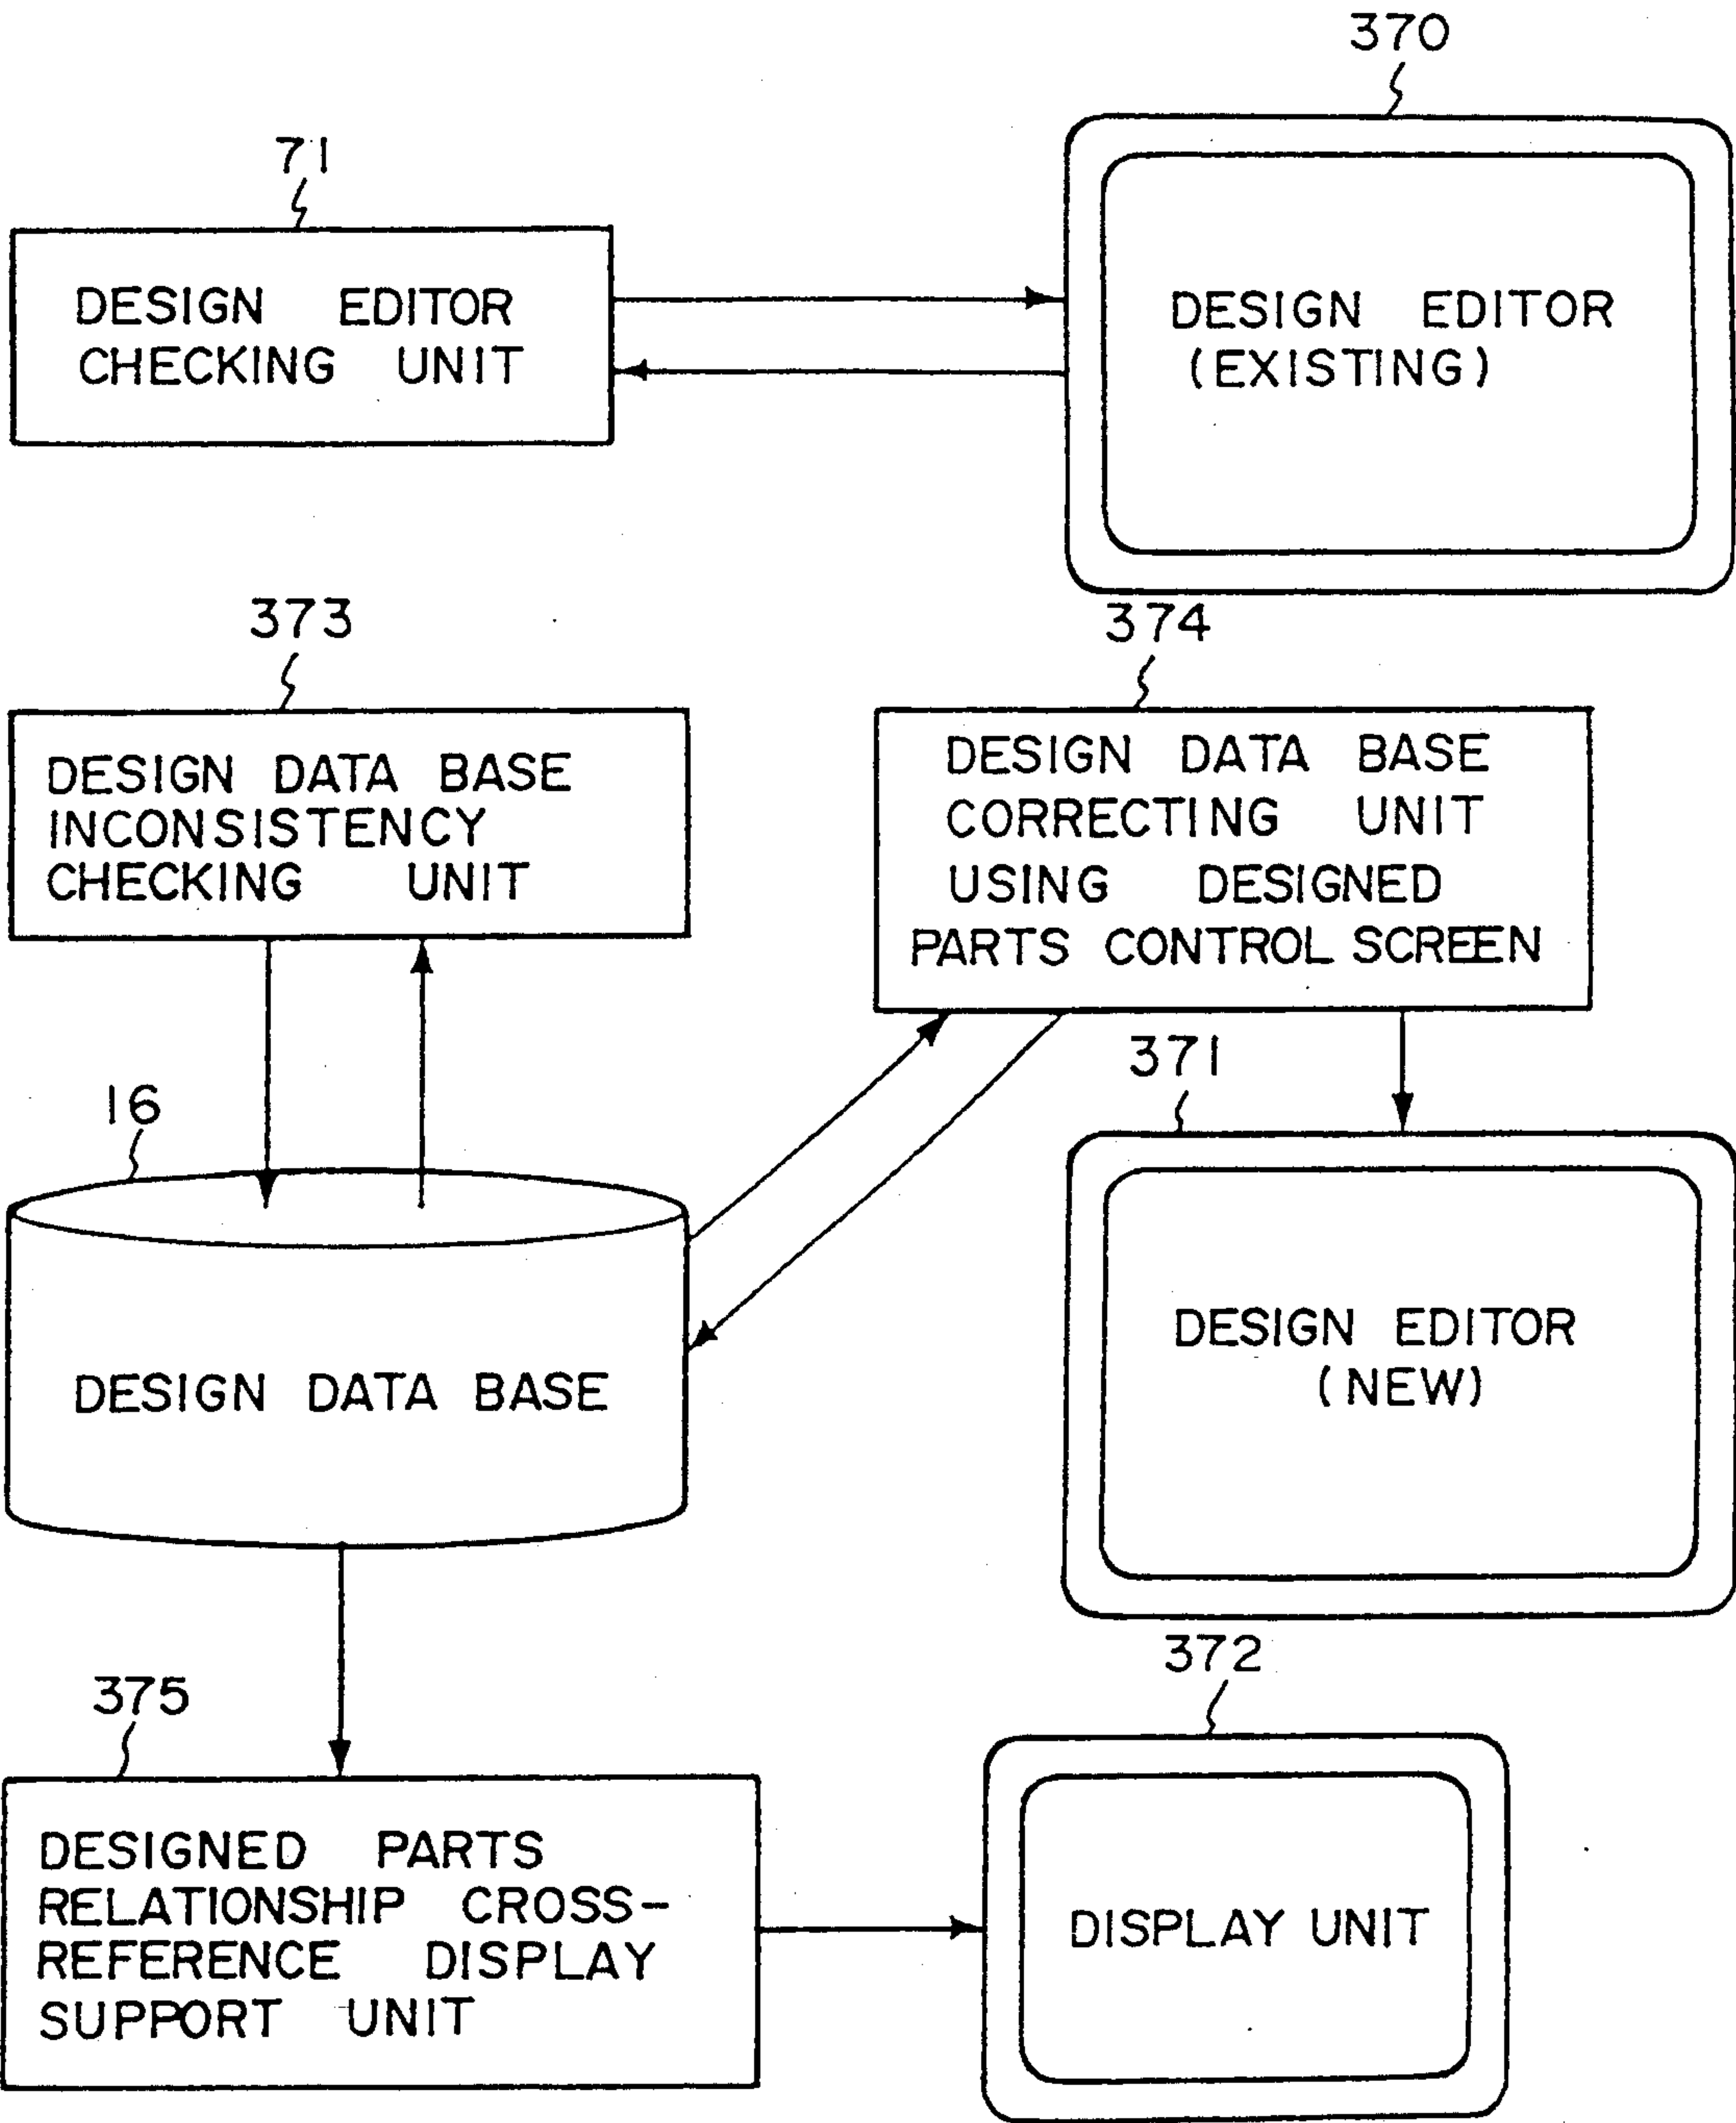 370
71
DESIGN EDITOR
CHECKING UNIT
DESIGN EDITOR
(EXISTING)
373
374
DESIGN DATA BASE
INCONSISTENCY
CHECKING UNIT
DESIGN DATA BASE
CORRECTING UNIT
USING DESIGNED
PARTS CONTROL SCREEN
371
16
DESIGN DATA BASE
DESIGN EDITOR
(NEW)
372
375
DESIGNED PARTS
RELATIONSHIP CROSS-
REFERENCE DISPLAY
SUPPORT UNIT
DISPLAY UNIT